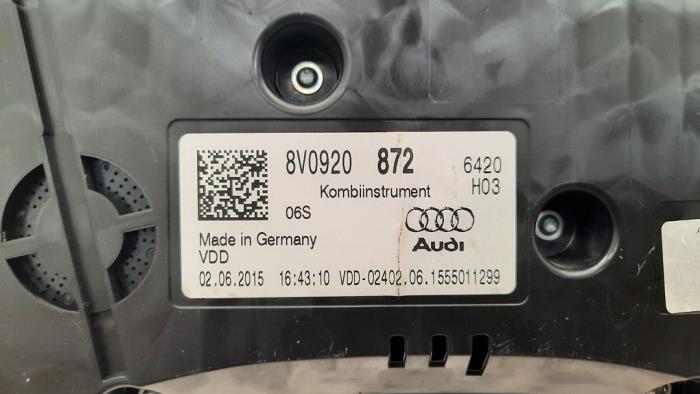 8V0920 872 6420
Kombiinstrument H03
06S
Audi
Made in Germany
VDD
02.06.2015 16:43:10 VDD-02402.06.1555011299